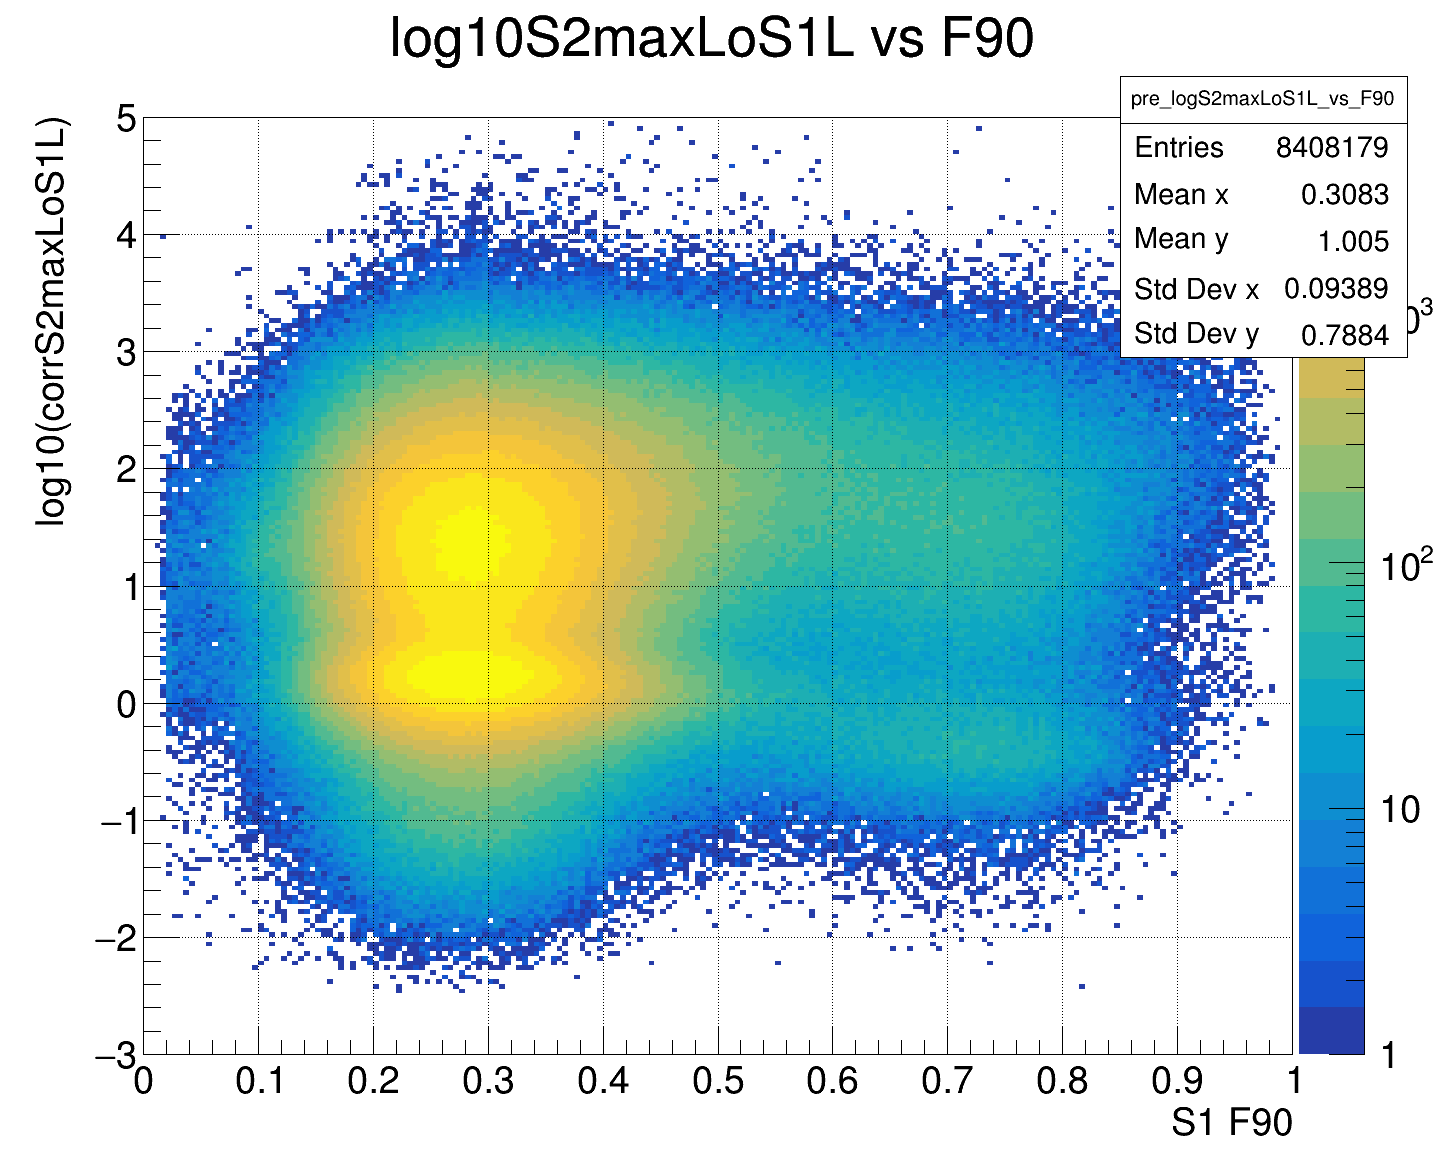 log10S2maxLoS1L vs F90
pre_logS2maxLoS1L_vs_F90
Entries 8408179
Mean x 0.3083
Mean y 1.005
Std Dev x 0.09389
Std Dev y 0.7884
log10(corrS2maxLoS1L)
5
4
3
2
1
0
−1
−2
−3
0 0.1 0.2 0.3 0.4 0.5 0.6 0.7 0.8 0.9 1
S1 F90
0³
10²
10
1